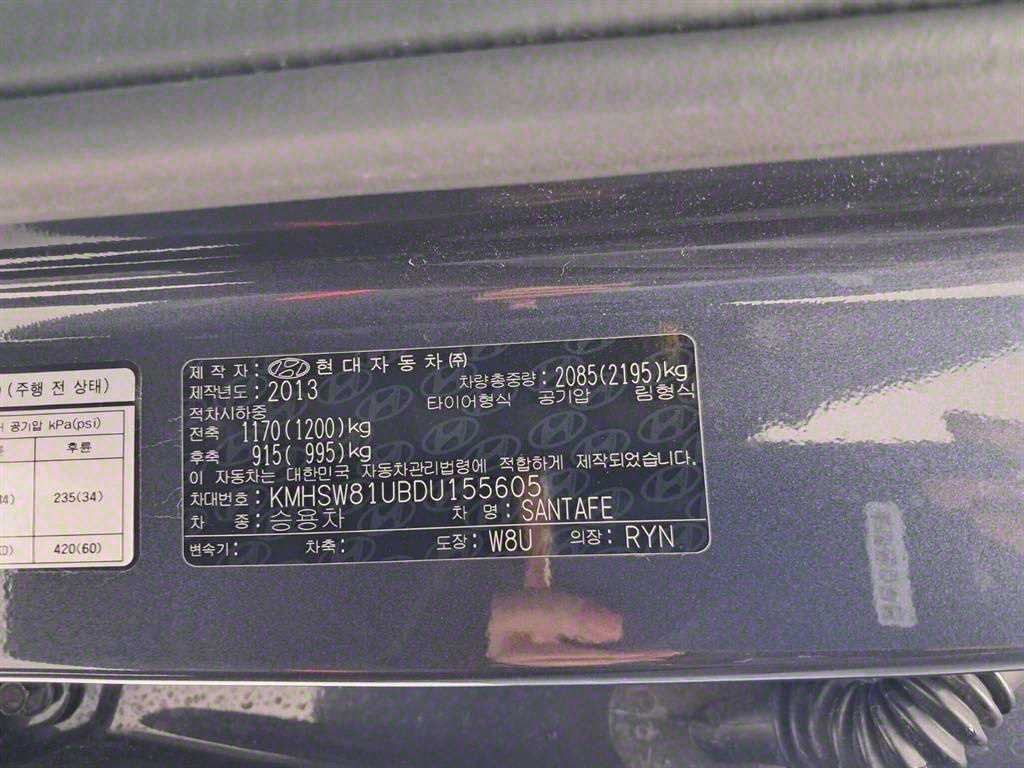 (주행 전 상태)
공기압 kPa(psi)
후륜
235(34)
420(60)
제 작 자 : 현대자동차㈜
제작년도 : 2013 차량총중량: 2085(2195)kg
적차시하중 타이어형식 공기압 림형식
전축 1170(1200)kg
후축 915( 995)kg
이 자동차는 대한민국 자동차관리법령에 적합하게 제작되었습니다.
차대번호: KMHSW81UBDU155605
차 종: 승용차 차 명: SANTAFE
변속기: 차축: 도장: W8U 의장: RYN